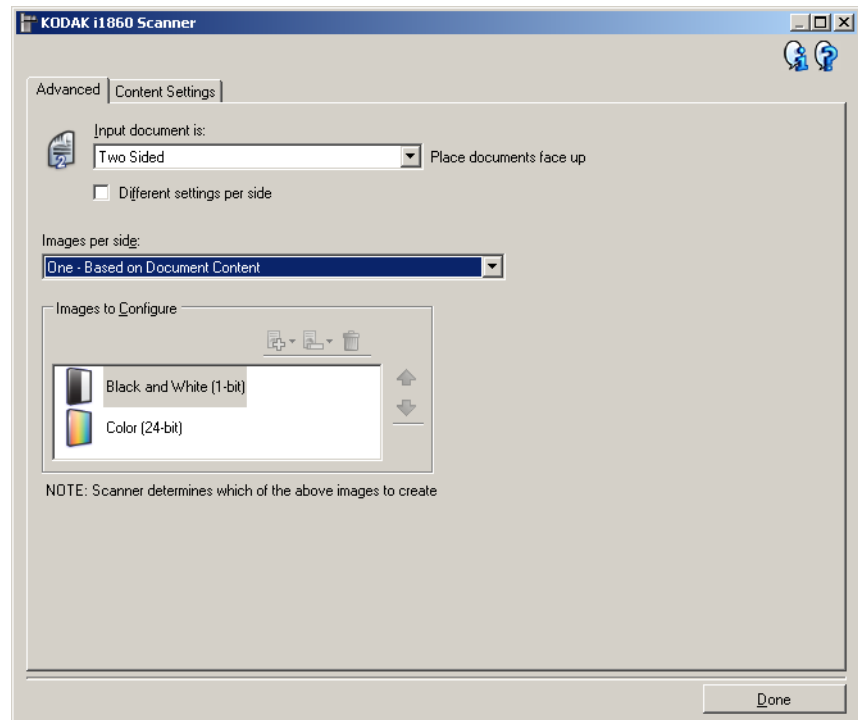 KODAK i1860 Scanner
Advanced
Content Settings
Input document is:
2
Two Sided
Place documents face up
Different settings per side
Images per side:
One - Based on Document Content
Images to Configure
Black and White (1-bit)
Color (24-bit)
NOTE: Scanner determines which of the above images to create
Done